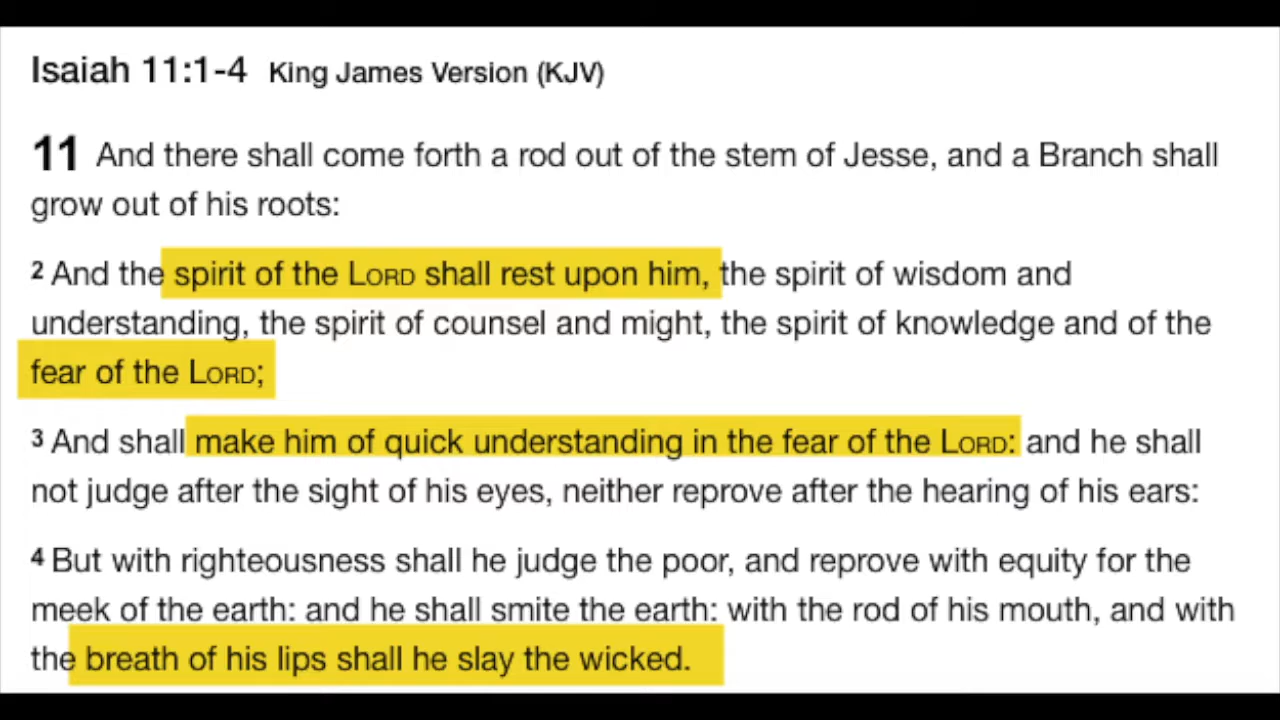 Isaiah 11:1-4 King James Version (KJV)
11 And there shall come forth a rod out of the stem of Jesse, and a Branch shall
grow out of his roots:
2 And the spirit of the LORD shall rest upon him, the spirit of wisdom and
understanding, the spirit of counsel and might, the spirit of knowledge and of the
fear of the LORD;
3 And shall make him of quick understanding in the fear of the LORD: and he shall
not judge after the sight of his eyes, neither reprove after the hearing of his ears:
4 But with righteousness shall he judge the poor, and reprove with equity for the
meek of the earth: and he shall smite the earth: with the rod of his mouth, and with
the breath of his lips shall he slay the wicked.